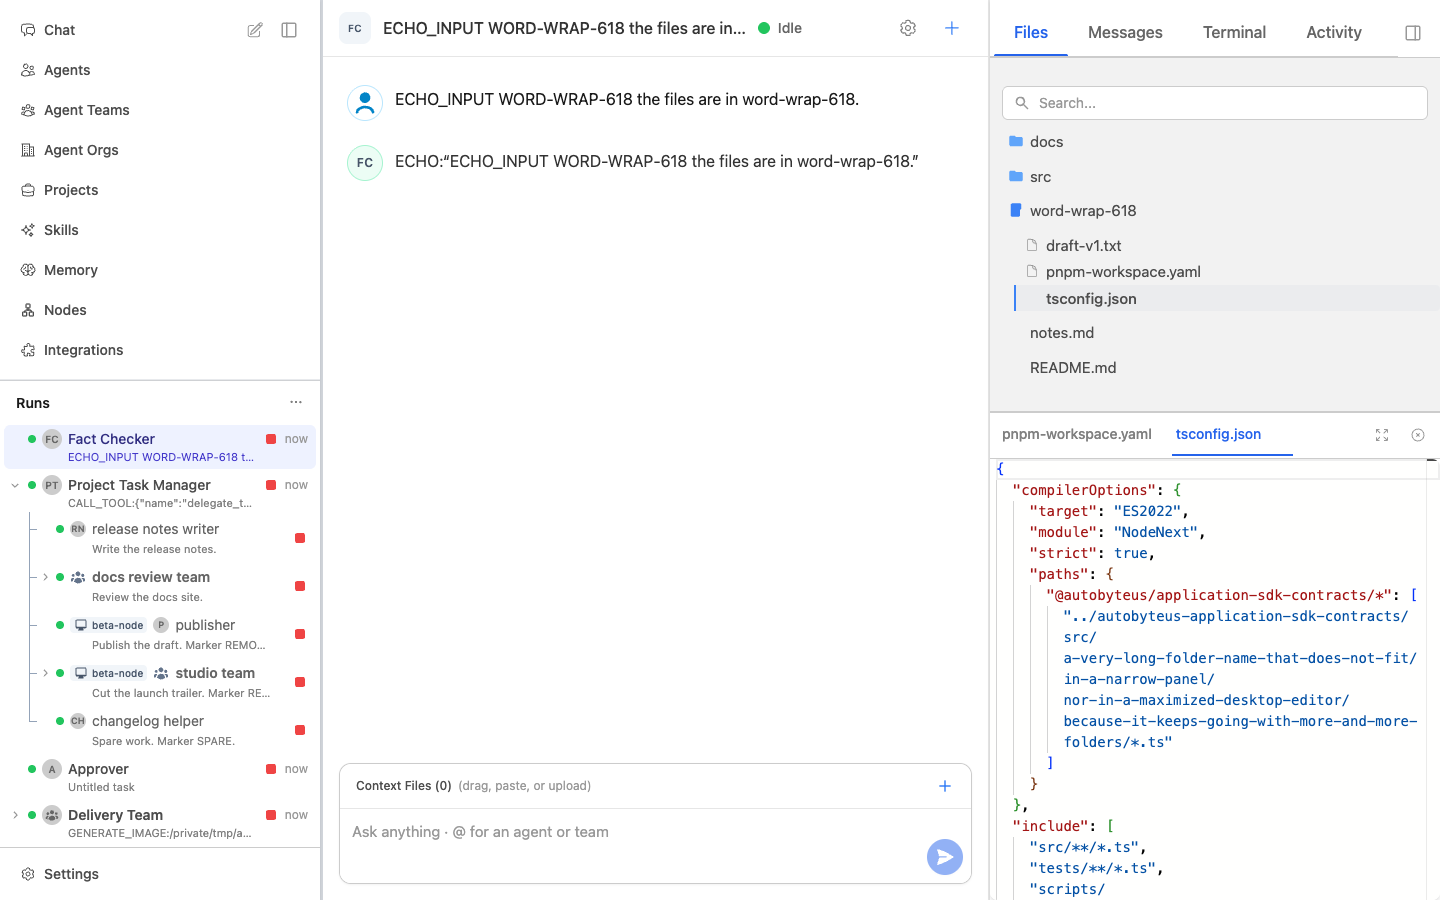 Chat
Agents
Agent Teams
Agent Orgs
Projects
Skills
Memory
Nodes
Integrations
Runs
FC Fact Checker now
ECHO_INPUT WORD-WRAP-618 t...
PT Project Task Manager now
CALL_TOOL:{"name":"delegate_t...
RN release notes writer
Write the release notes.
docs review team
Review the docs site.
beta-node P publisher
Publish the draft. Marker REMO...
beta-node studio team
Cut the launch trailer. Marker RE...
CH changelog helper
Spare work. Marker SPARE.
A Approver now
Untitled task
Delivery Team now
GENERATE_IMAGE:/private/tmp/a...
Settings
FC ECHO_INPUT WORD-WRAP-618 the files are in... Idle
ECHO_INPUT WORD-WRAP-618 the files are in word-wrap-618.
FC ECHO:“ECHO_INPUT WORD-WRAP-618 the files are in word-wrap-618.”
Context Files (0) (drag, paste, or upload)
Ask anything · @ for an agent or team
Files Messages Terminal Activity
Search...
docs
src
word-wrap-618
draft-v1.txt
pnpm-workspace.yaml
tsconfig.json
notes.md
README.md
pnpm-workspace.yaml tsconfig.json
{
"compilerOptions": {
"target": "ES2022",
"module": "NodeNext",
"strict": true,
"paths": {
"@autobyteus/application-sdk-contracts/*": [
"../autobyteus-application-sdk-contracts/
src/
a-very-long-folder-name-that-does-not-fit/
in-a-narrow-panel/
nor-in-a-maximized-desktop-editor/
because-it-keeps-going-with-more-and-more-
folders/*.ts"
]
}
},
"include": [
"src/**/*.ts",
"tests/**/*.ts",
"scripts/